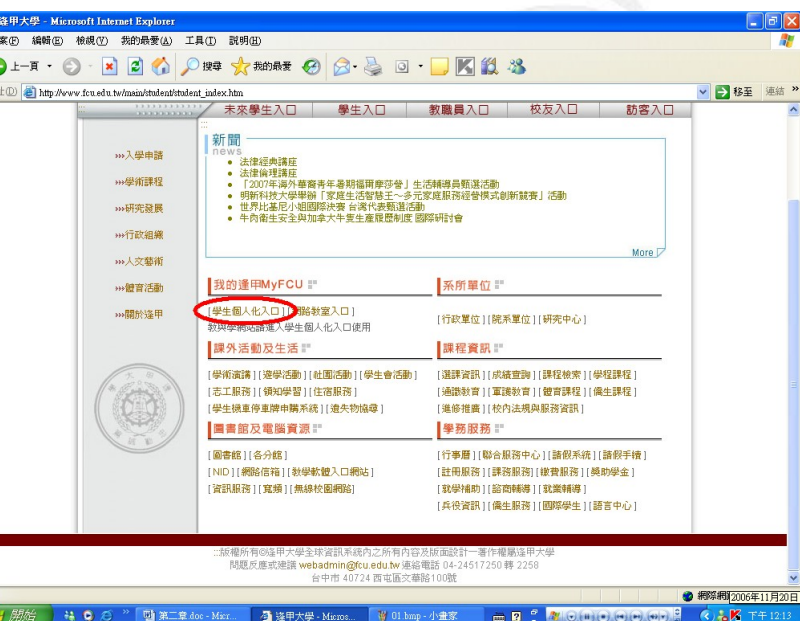 逢甲大學 - Microsoft Internet Explorer
編輯(E) 檢視(V) 我的最愛(A) 工具(T) 說明(H)
上一頁 搜尋 我的最愛
http://www.fcu.edu.tw/main/student/student_index.htm 移至 連結 »
未來學生入口 學生入口 教職員入口 校友入口 訪客入口
新聞
news
法律經典講座
法律倫理講座
「2007年海外華裔青年暑期福爾摩莎營」生活輔導員甄選活動
明新科技大學舉辦「家庭生活智慧王～多元家庭服務經營模式創新競賽」活動
世界比基尼小姐國際決賽 台灣代表甄選活動
牛肉衛生安全與加拿大牛隻生產履歷制度 國際研討會
More
入學申請
學術課程
研究發展
行政組織
人文藝術
體育活動
關於逢甲
我的逢甲MyFCU
[學生個人化入口] [網路教室入口]
教與學網站請進入學生個人化入口使用
系所單位
[行政單位] [院系單位] [研究中心]
課外活動及生活
[學術演講] [遊學活動] [社團活動] [學生會活動]
[志工服務] [領知學習] [住宿服務]
[學生機車停車牌申購系統] [遺失物協尋]
課程資訊
[選課資訊] [成績查詢] [課程檢索] [學程課程]
[通識教育] [軍護教育] [體育課程] [僑生課程]
[進修推廣] [校內法規與服務資訊]
圖書館及電腦資源
[圖書館] [各分館]
[NID] [網路信箱] [教學軟體入口網站]
[資訊服務] [寬頻] [無線校園網路]
學務服務
[行事曆] [聯合服務中心] [請假系統] [請假手續]
[註冊服務] [課務服務] [繳費服務] [獎助學金]
[就學補助] [諮商輔導] [就業輔導]
[兵役資訊] [僑生服務] [國際學生] [語言中心]
:::版權所有©逢甲大學全球資訊系統內之所有內容及版面設計—著作權屬逢甲大學
問題反應或建議 webadmin@fcu.edu.tw 連絡電話 04-24517250 轉 2258
台中市 40724 西屯區文華路100號
網際網 2006年11月20日
開始 第二章.doc - Micr... 逢甲大學 - Micros... 01.bmp - 小畫家 下午 12:13